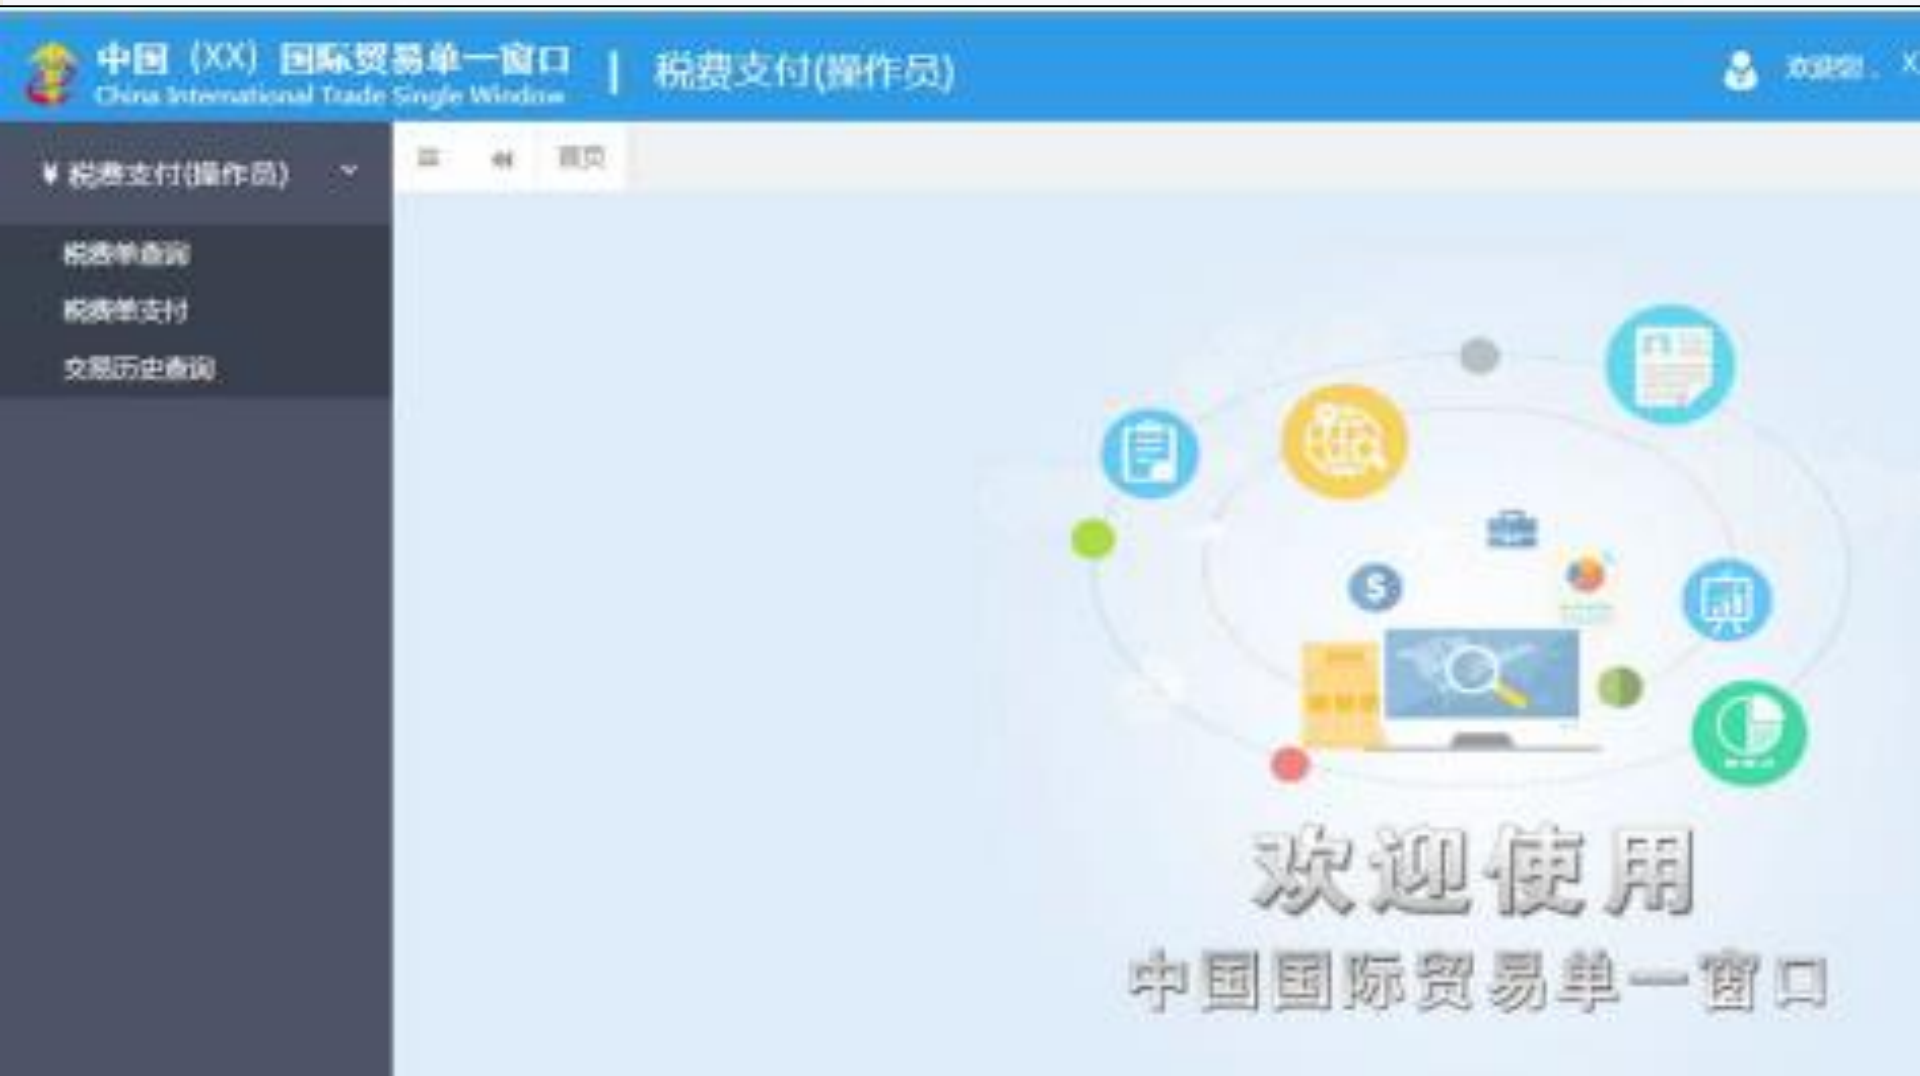 中国（XX）国际贸易单一窗口
China International Trade Single Window
税费支付(操作员)
欢迎您，X
¥ 税费支付(操作员)
首页
税费单查询
税费单支付
交易历史查询
$
欢迎使用
中国国际贸易单一窗口